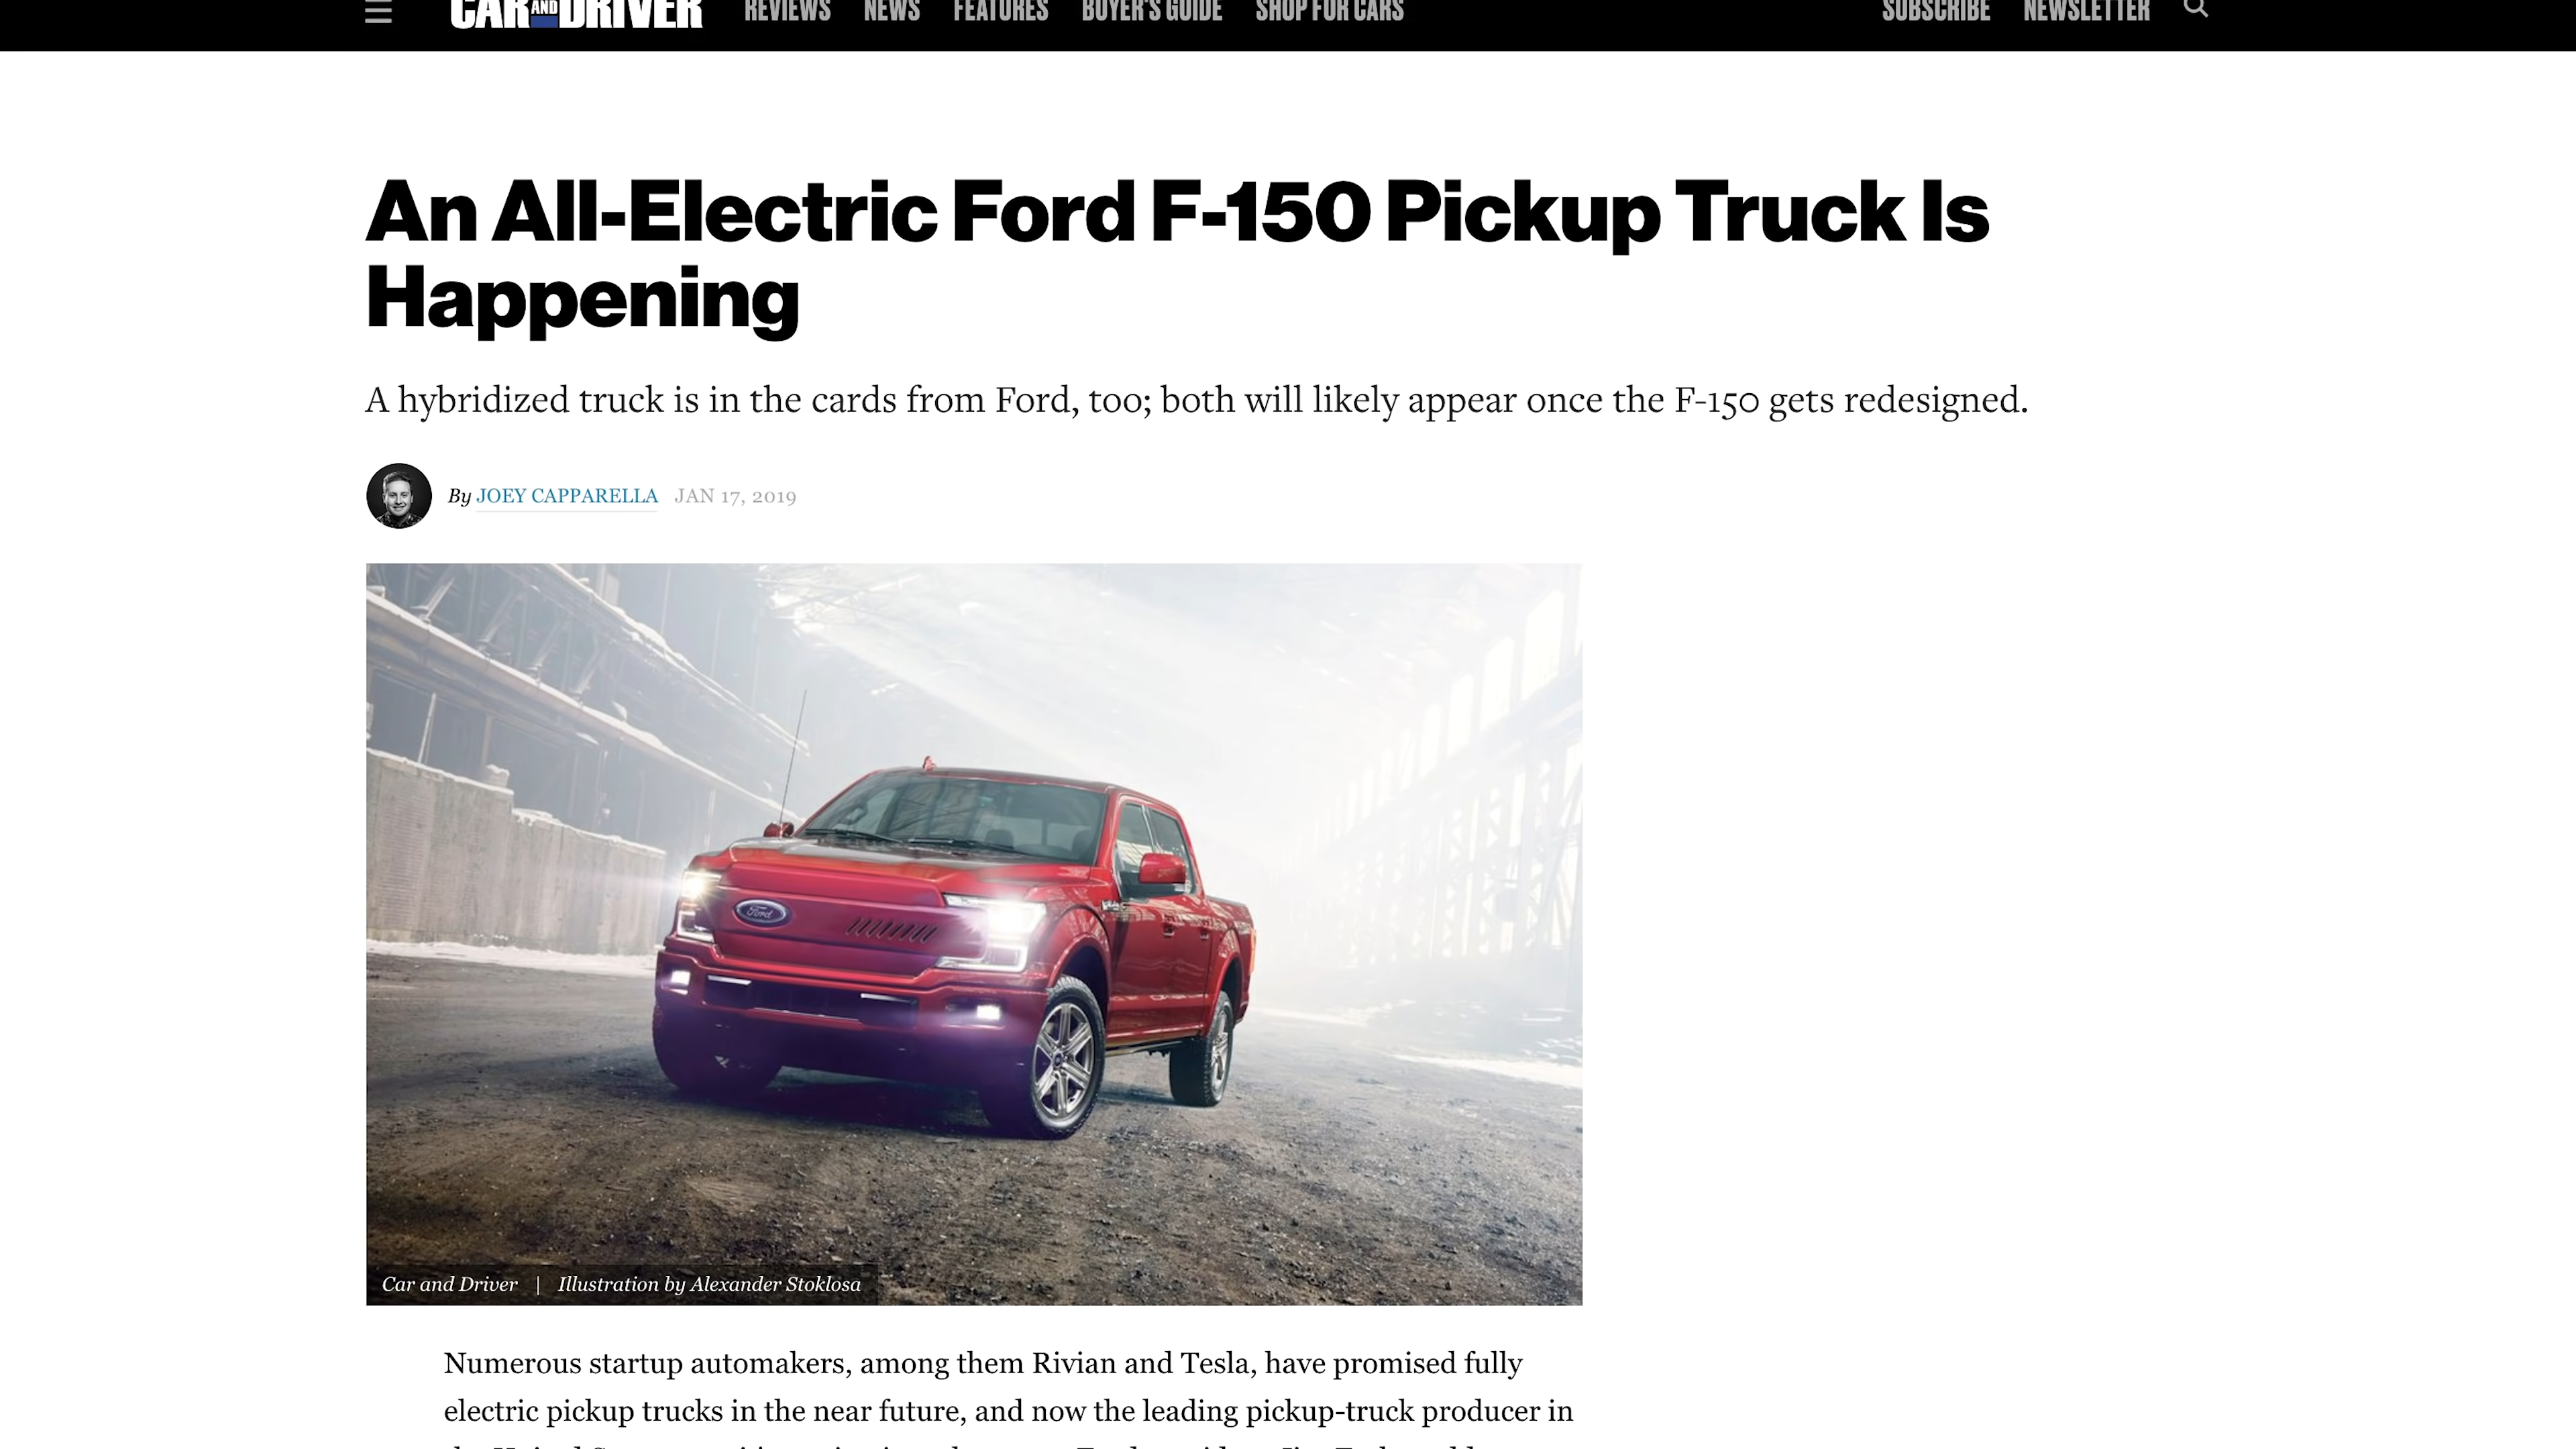 CAR AND DRIVER REVIEWS NEWS FEATURES BUYER'S GUIDE SHOP FOR CARS SUBSCRIBE NEWSLETTER
An All-Electric Ford F-150 Pickup Truck Is
Happening
A hybridized truck is in the cards from Ford, too; both will likely appear once the F-150 gets redesigned.
By JOEY CAPPARELLA JAN 17, 2019
Ford
Car and Driver | Illustration by Alexander Stoklosa
Numerous startup automakers, among them Rivian and Tesla, have promised fully
electric pickup trucks in the near future, and now the leading pickup-truck producer in